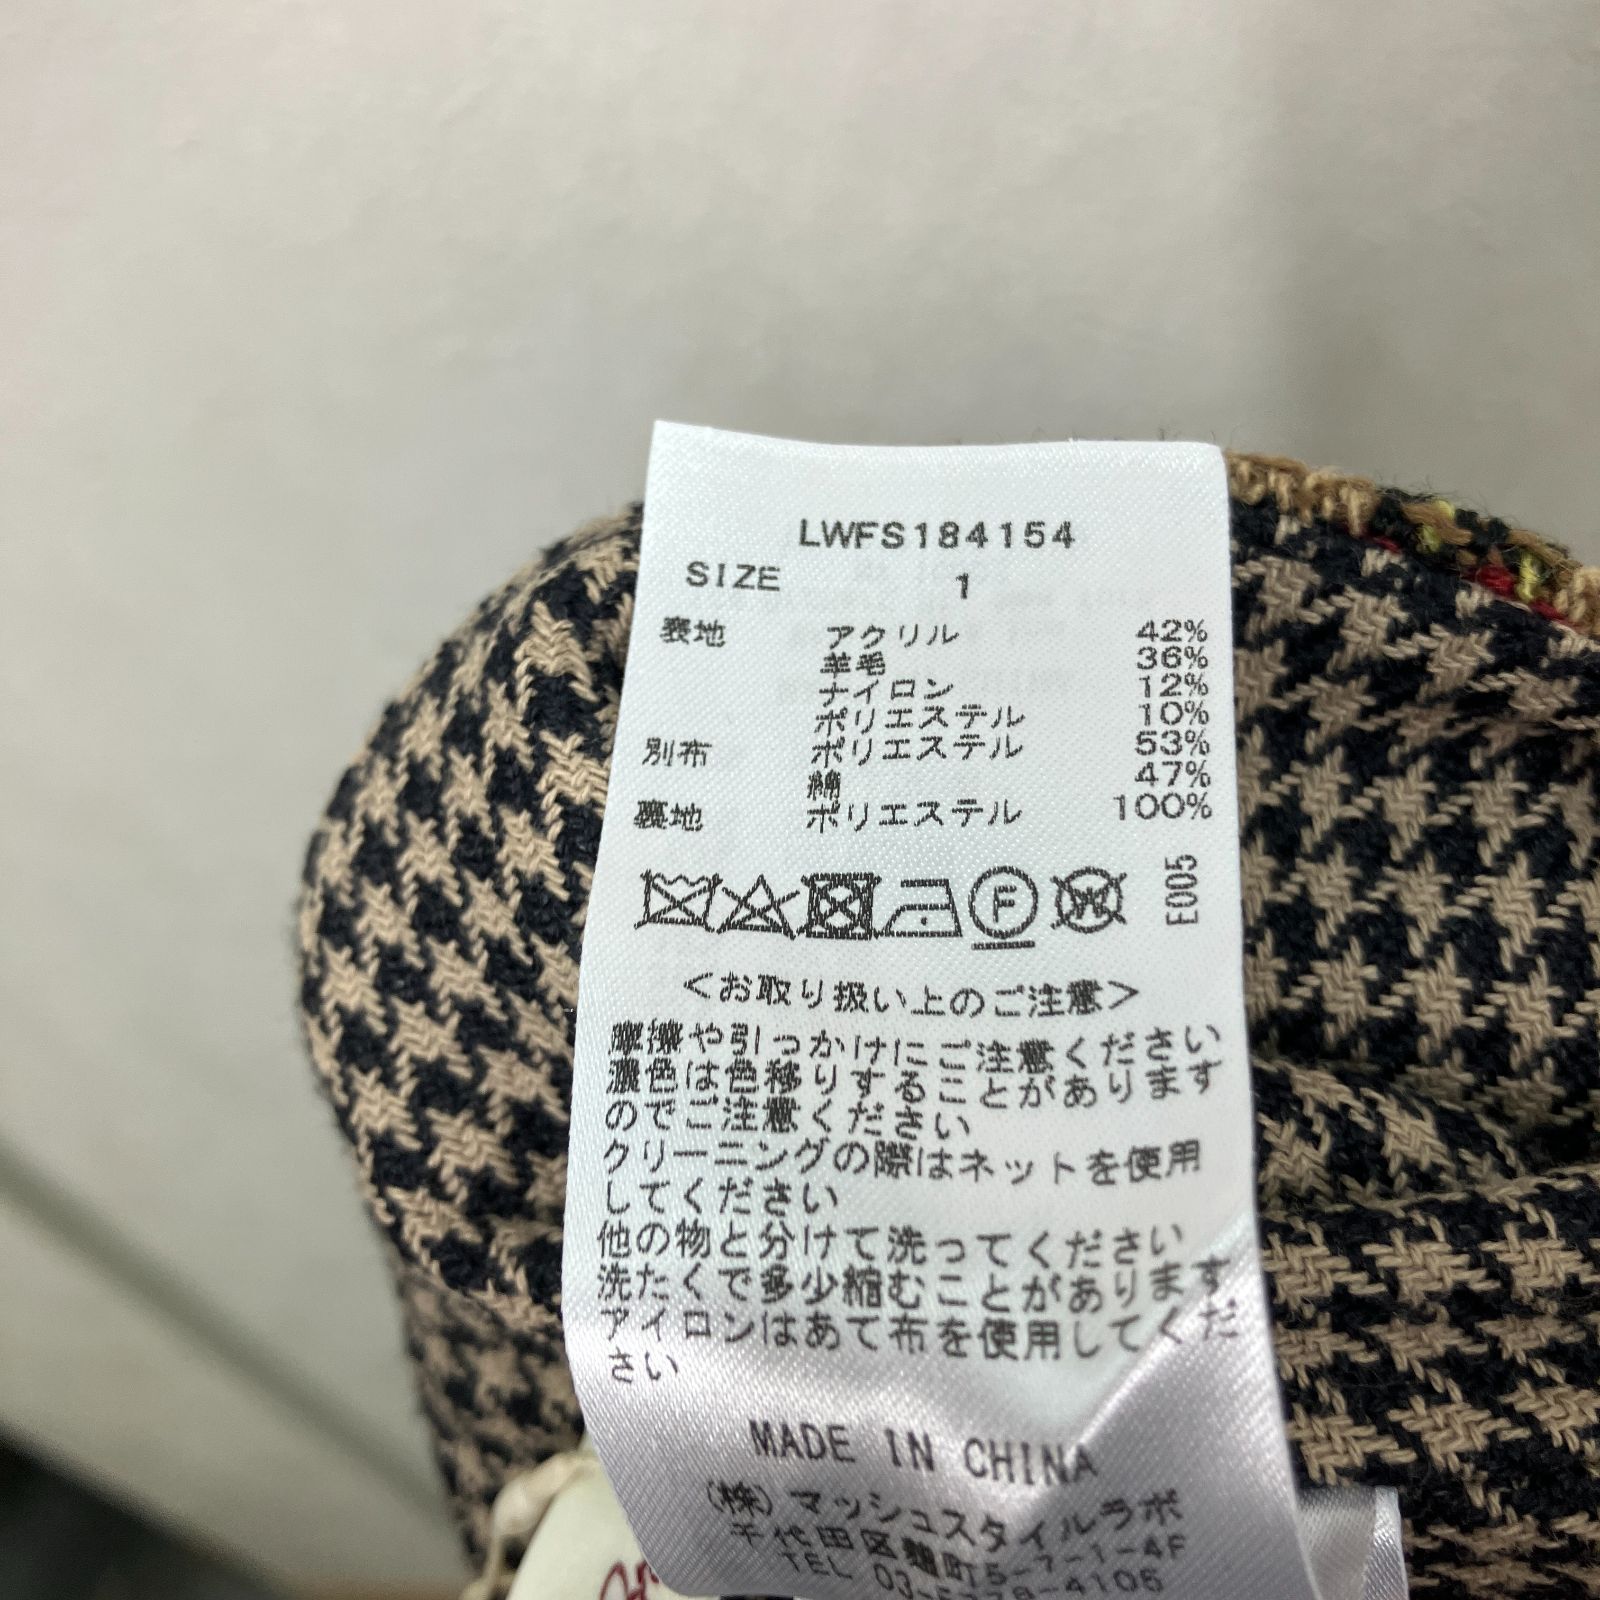 LWFS184154
SIZE 1
表地 アクリル 42%
羊毛 36%
ナイロン 12%
ポリエステル 10%
別布 ポリエステル 53%
綿 47%
裏地 ポリエステル 100%
F W E005
<お取り扱い上のご注意>
摩擦や引っかけにご注意ください
濃色は色移りすることがあります
のでご注意ください
クリーニングの際はネットを使用
してください
他の物と分けて洗ってください
洗たくで多少縮むことがあります
アイロンはあて布を使用してくだ
さい
MADE IN CHINA
(株)マッシュスタイルラボ
千代田区麹町5-7-1-4F
TEL 03- -4106